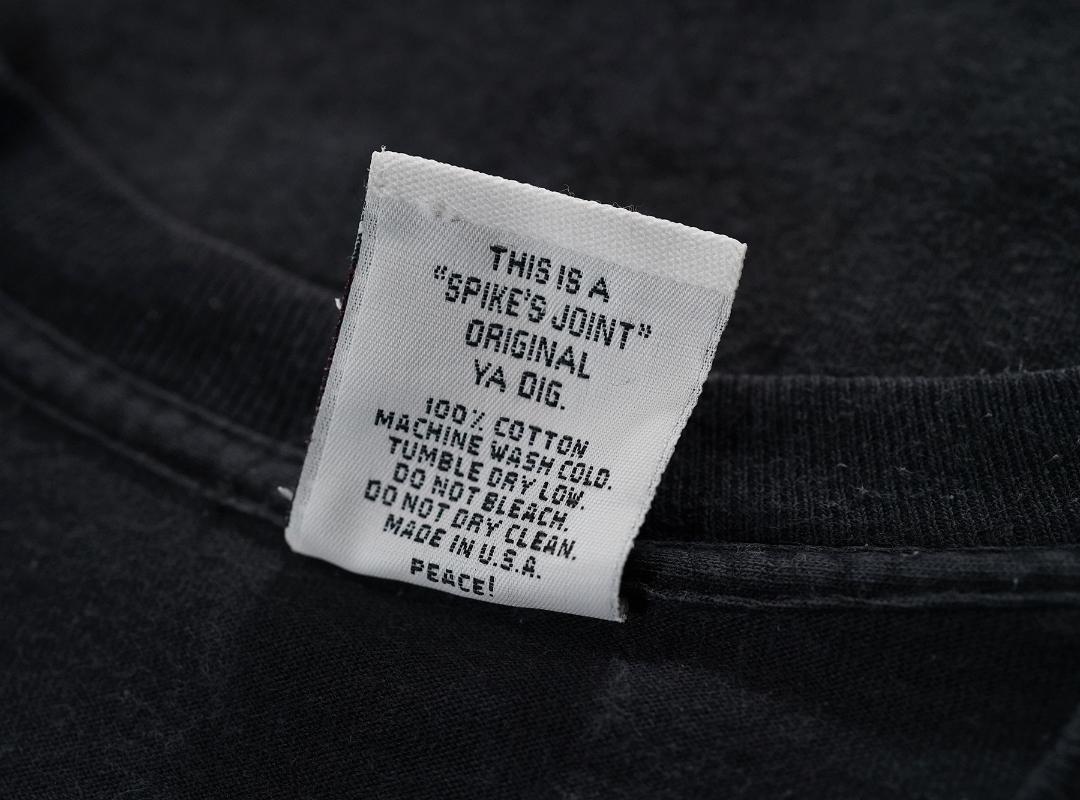 THIS IS A
“SPIKE'S JOINT”
ORIGINAL
YA DIG.
100% COTTON
MACHINE WASH COLD.
TUMBLE DRY LOW.
DO NOT BLEACH.
DO NOT DRY CLEAN.
MADE IN U.S.A.
PEACE!